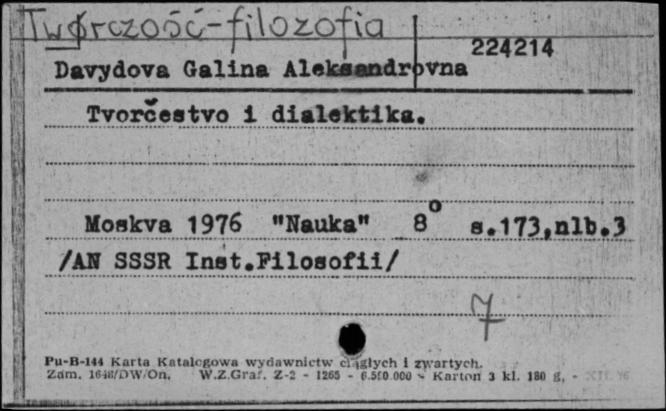 Twórczość-filozofia
224214
Davydova Galina Aleksandrovna
Tvorčestvo i dialektika.
Moskva 1976 "Nauka" 8° s.173,nlb.3
/AN SSSR Inst.Filosofii/
7
Pu-B-144 Karta Katalogowa wydawnictw ciągłych i zwartych.
Zam. 1648/DW/On. W.Z.Graf. Z-2 - 1265 - 6.500.000 - Karton 3 kl. 180 g. -